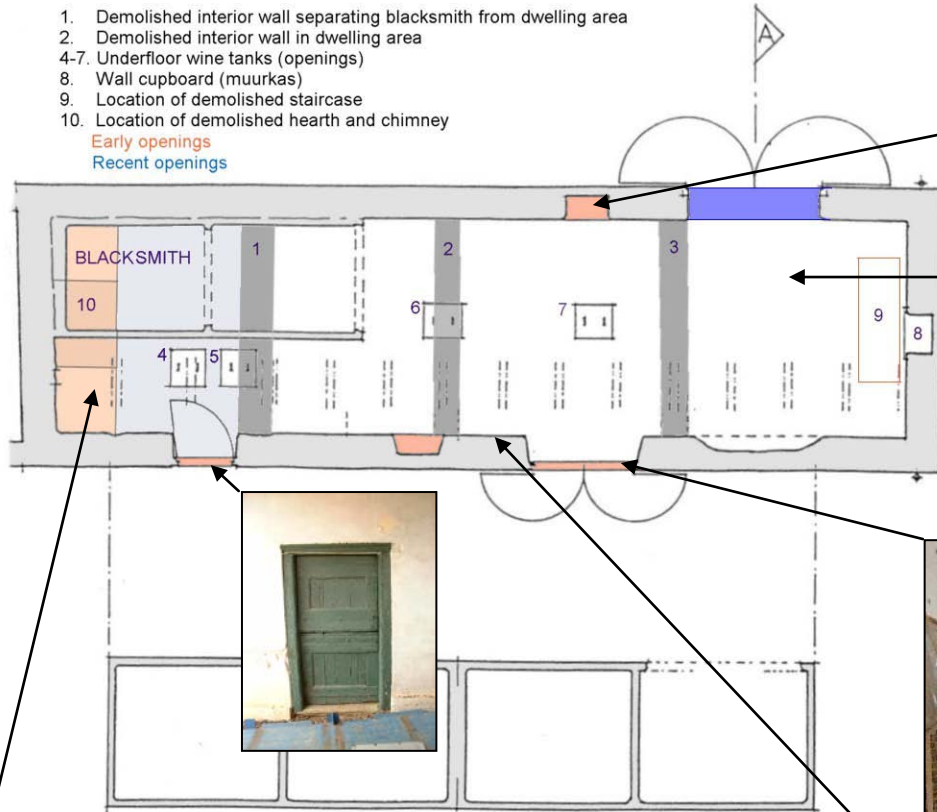 1. Demolished interior wall separating blacksmith from dwelling area
2. Demolished interior wall in dwelling area
4-7. Underfloor wine tanks (openings)
8. Wall cupboard (muurkas)
9. Location of demolished staircase
10. Location of demolished hearth and chimney
Early openings
Recent openings
A
BLACKSMITH
1
2
3
10
6
7
9
8
4
5